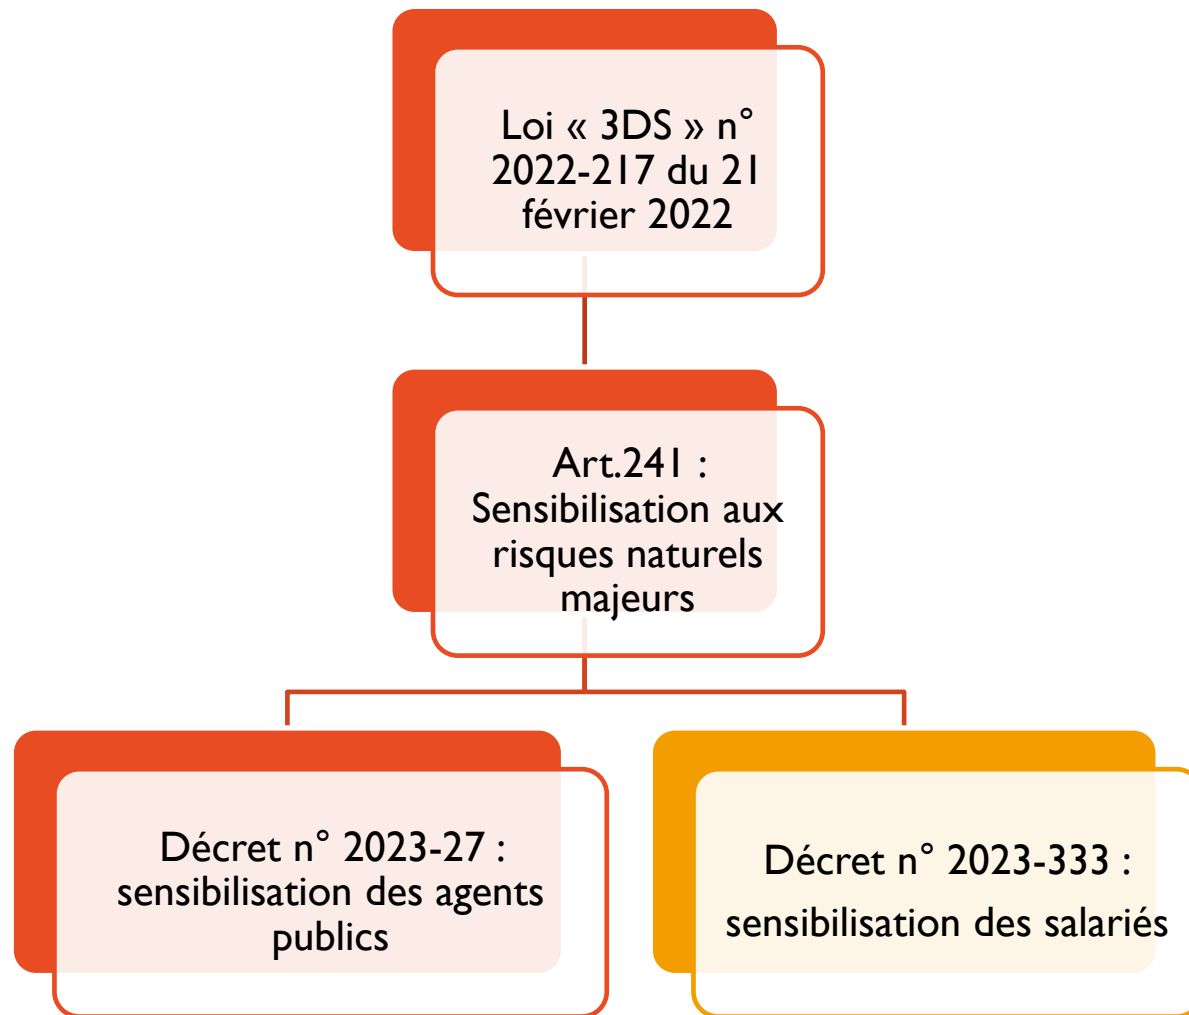 Loi « 3DS » n°
2022-217 du 21
février 2022
Art.241 :
Sensibilisation aux
risques naturels
majeurs
Décret n° 2023-27 :
sensibilisation des agents
publics
Décret n° 2023-333 :
sensibilisation des salariés